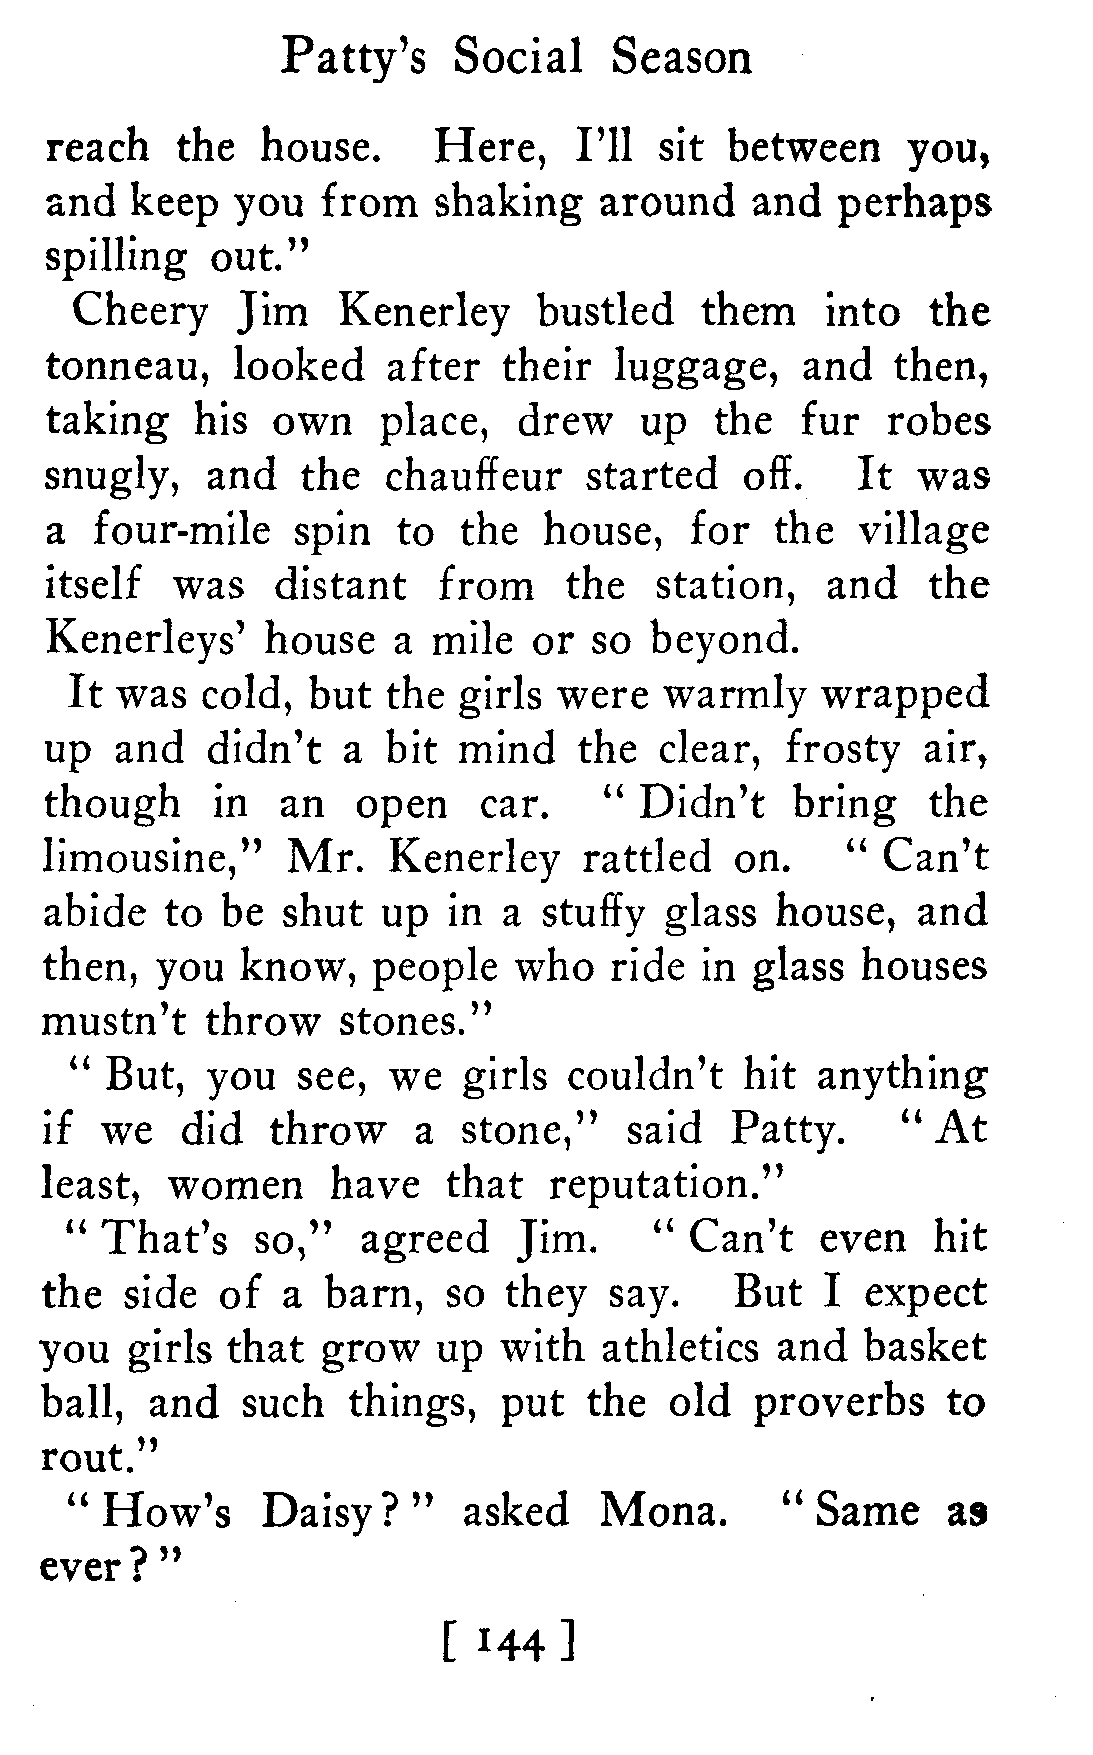 Patty's Social Season
reach the house. Here, I'll sit between you,
and keep you from shaking around and perhaps
spilling out."
Cheery Jim Kenerley bustled them into the
tonneau, looked after their luggage, and then,
taking his own place, drew up the fur robes
snugly, and the chauffeur started off. It was
a four-mile spin to the house, for the village
itself was distant from the station, and the
Kenerleys' house a mile or so beyond.
It was cold, but the girls were warmly wrapped
up and didn't a bit mind the clear, frosty air,
though in an open car. " Didn't bring the
limousine," Mr. Kenerley rattled on. " Can't
abide to be shut up in a stuffy glass house, and
then, you know, people who ride in glass houses
mustn't throw stones."
" But, you see, we girls couldn't hit anything
if we did throw a stone," said Patty. " At
least, women have that reputation."
" That's so," agreed Jim. " Can't even hit
the side of a barn, so they say. But I expect
you girls that grow up with athletics and basket
ball, and such things, put the old proverbs to
rout."
" How's Daisy ? " asked Mona. " Same as
ever ? "
[ 144 ]